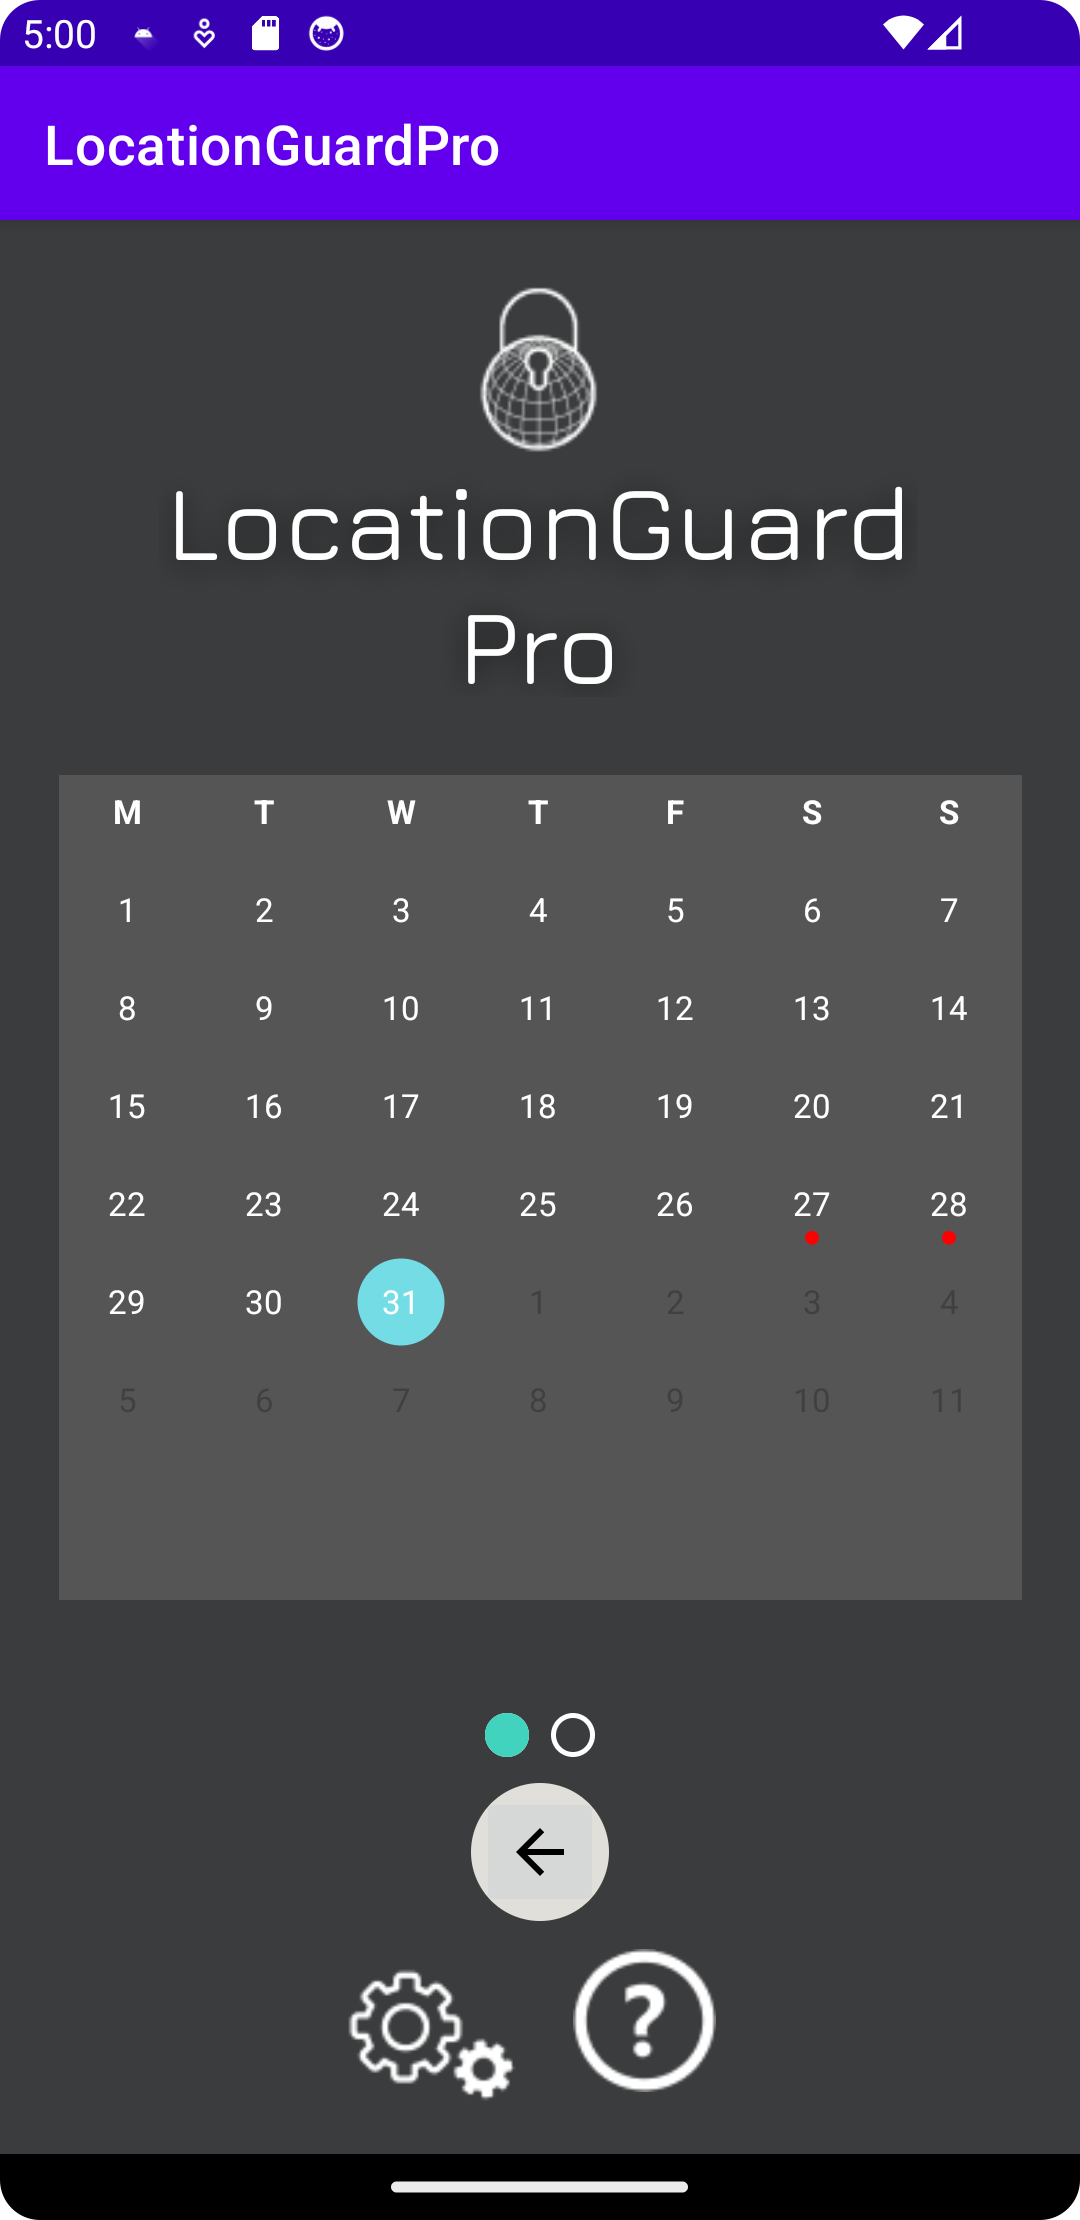 5:00
LocationGuardPro
LocationGuard
Pro
M T W T F S S
1 2 3 4 5 6 7
8 9 10 11 12 13 14
15 16 17 18 19 20 21
22 23 24 25 26 27 28
29 30 31 1 2 3 4
5 6 7 8 9 10 11
?